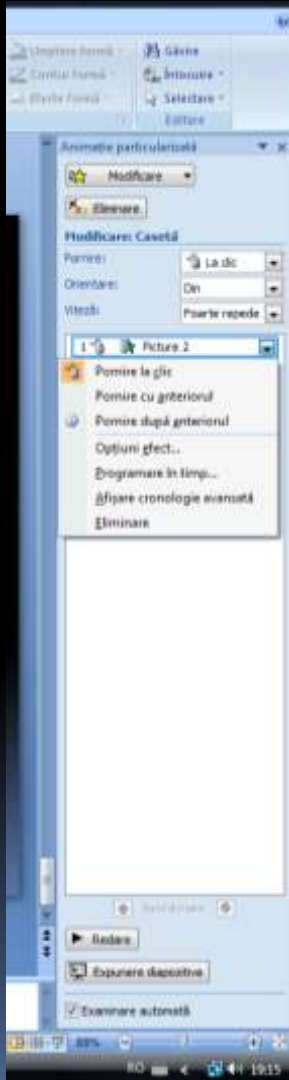 Umplere formă
Contur formă
Efecte formă
Găsire
Înlocuire
Selectare
Editare
Animație particularizată
Modificare
Eliminare
Modificare: Casetă
Pornire:
La clic
Orientare:
Din
Viteză:
Foarte repede
1 Picture 2
Pornire la clic
Pornire cu anteriorul
Pornire după anteriorul
Opțiuni efect...
Programare în timp...
Afișare cronologie avansată
Eliminare
Reordonare
Redare
Expunere diapozitive
Examinare automată
88%
RO
19:15